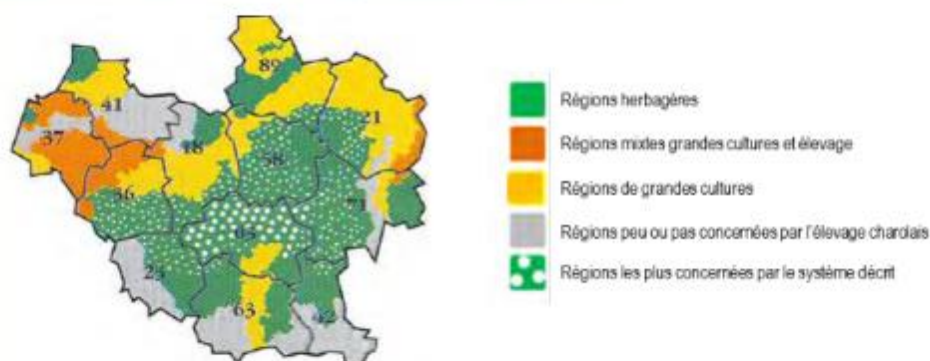 89
41
21
37
18
58
36
71
03
23
63
42
Régions herbagères
Régions mixtes grandes cultures et élevage
Régions de grandes cultures
Régions peu ou pas concernées par l'élevage charolais
Régions les plus concernées par le système décrit